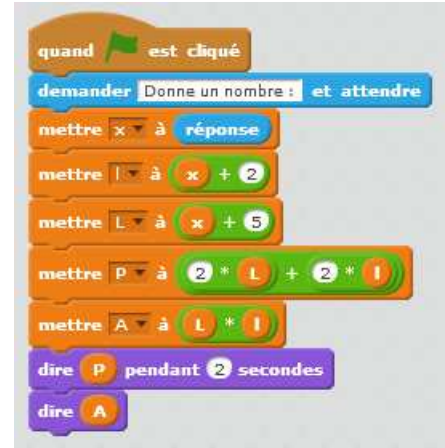 quand est cliqué
demander Donne un nombre : et attendre
mettre x à réponse
mettre l à x + 2
mettre L à x + 5
mettre P à 2 * L + 2 * l
mettre A à L * l
dire P pendant 2 secondes
dire A